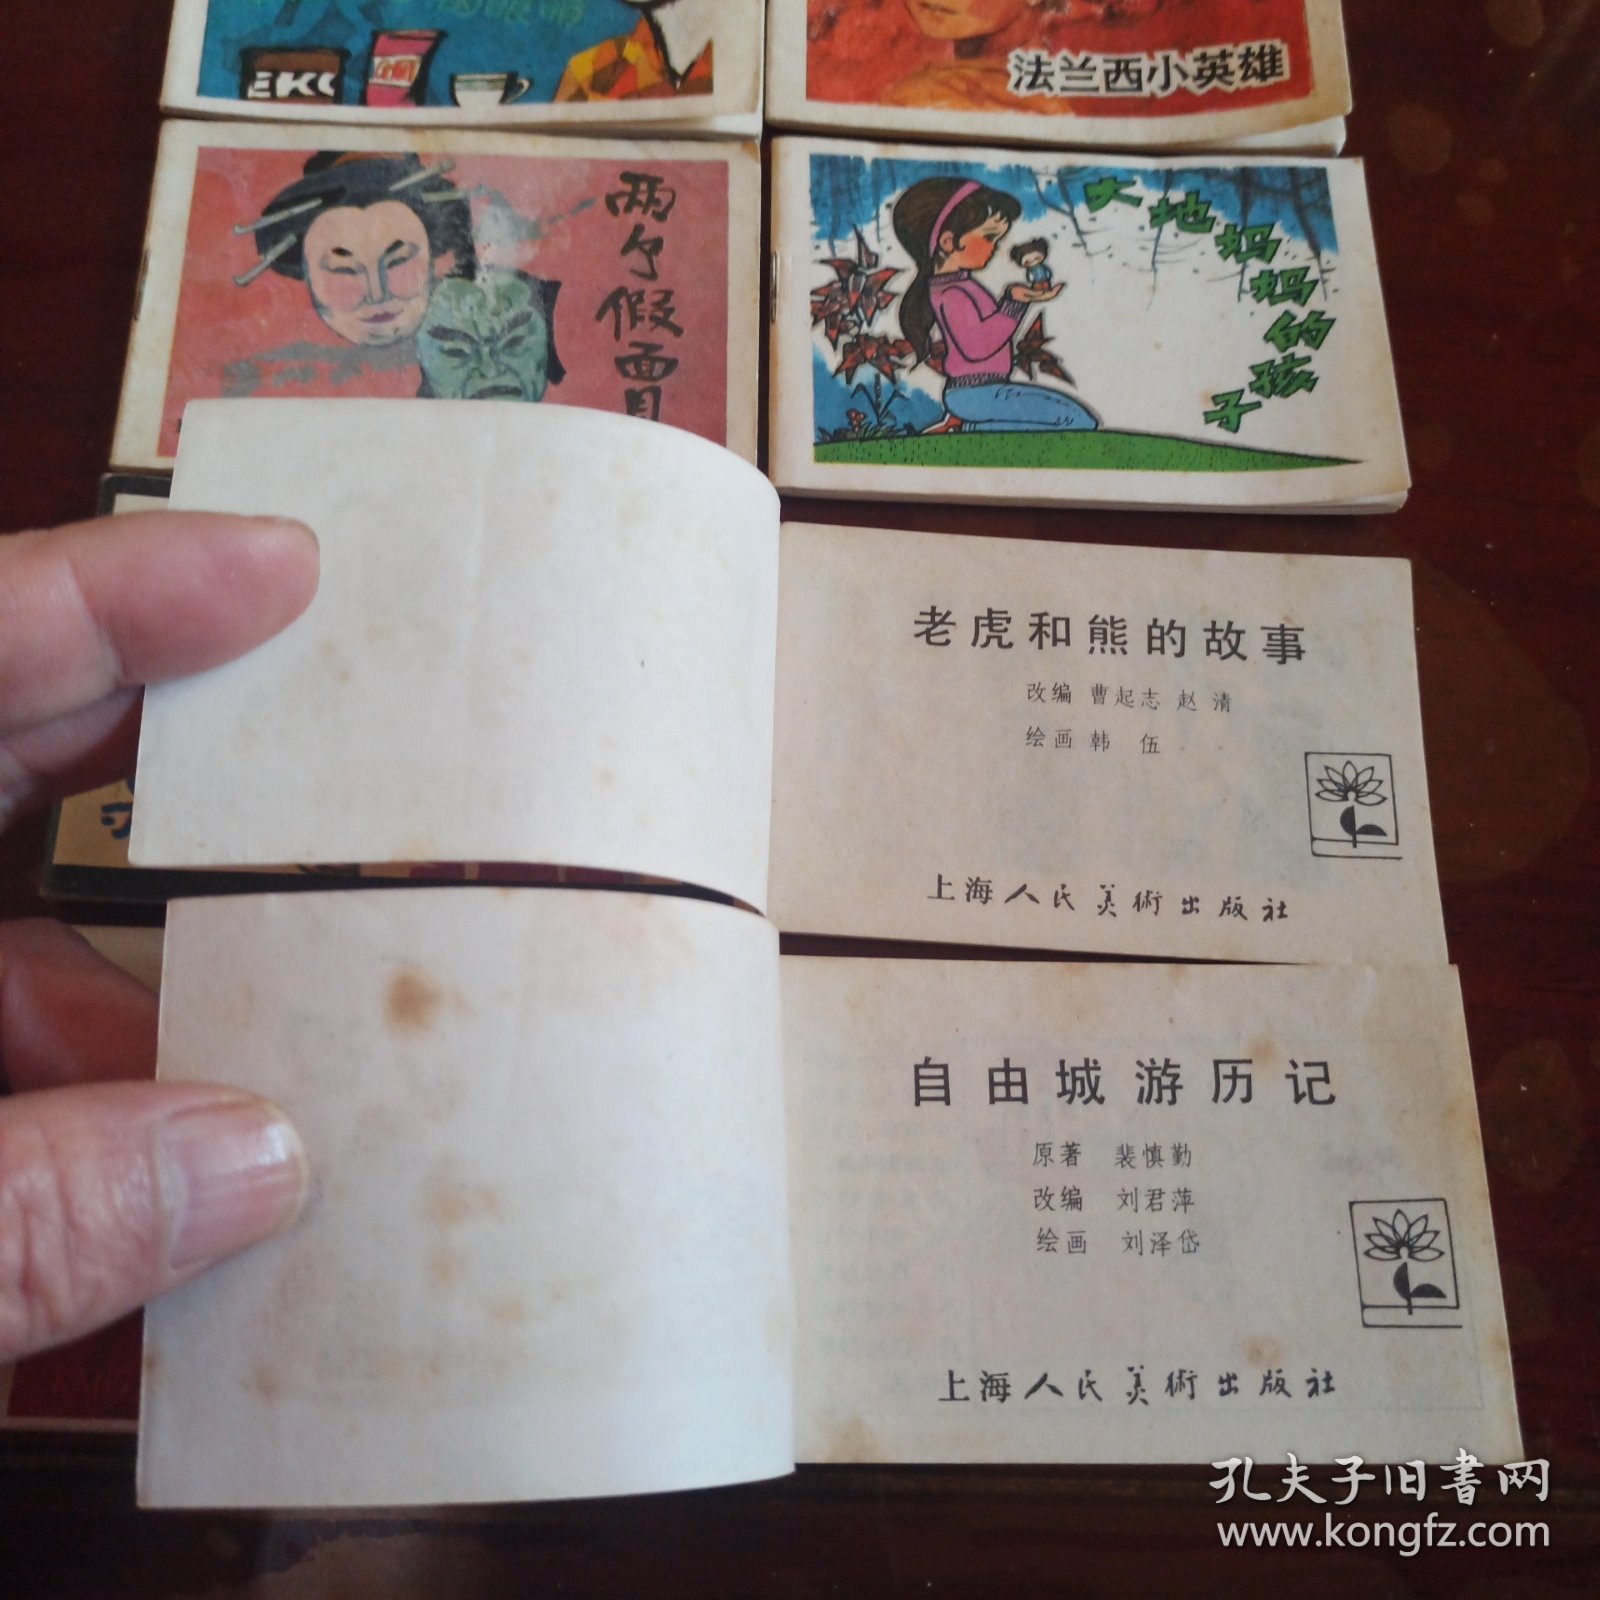 的眼睛
EKC
法兰西小英雄
两个假面具
大地妈妈的孩子
老虎和熊的故事
改编 曹起志 赵清
绘画 韩 伍
上海人民美術出版社
自由城游历记
原著 裴慎勤
改编 刘君萍
绘画 刘泽岱
上海人民美術出版社
孔夫子旧书网
www.kongfz.com